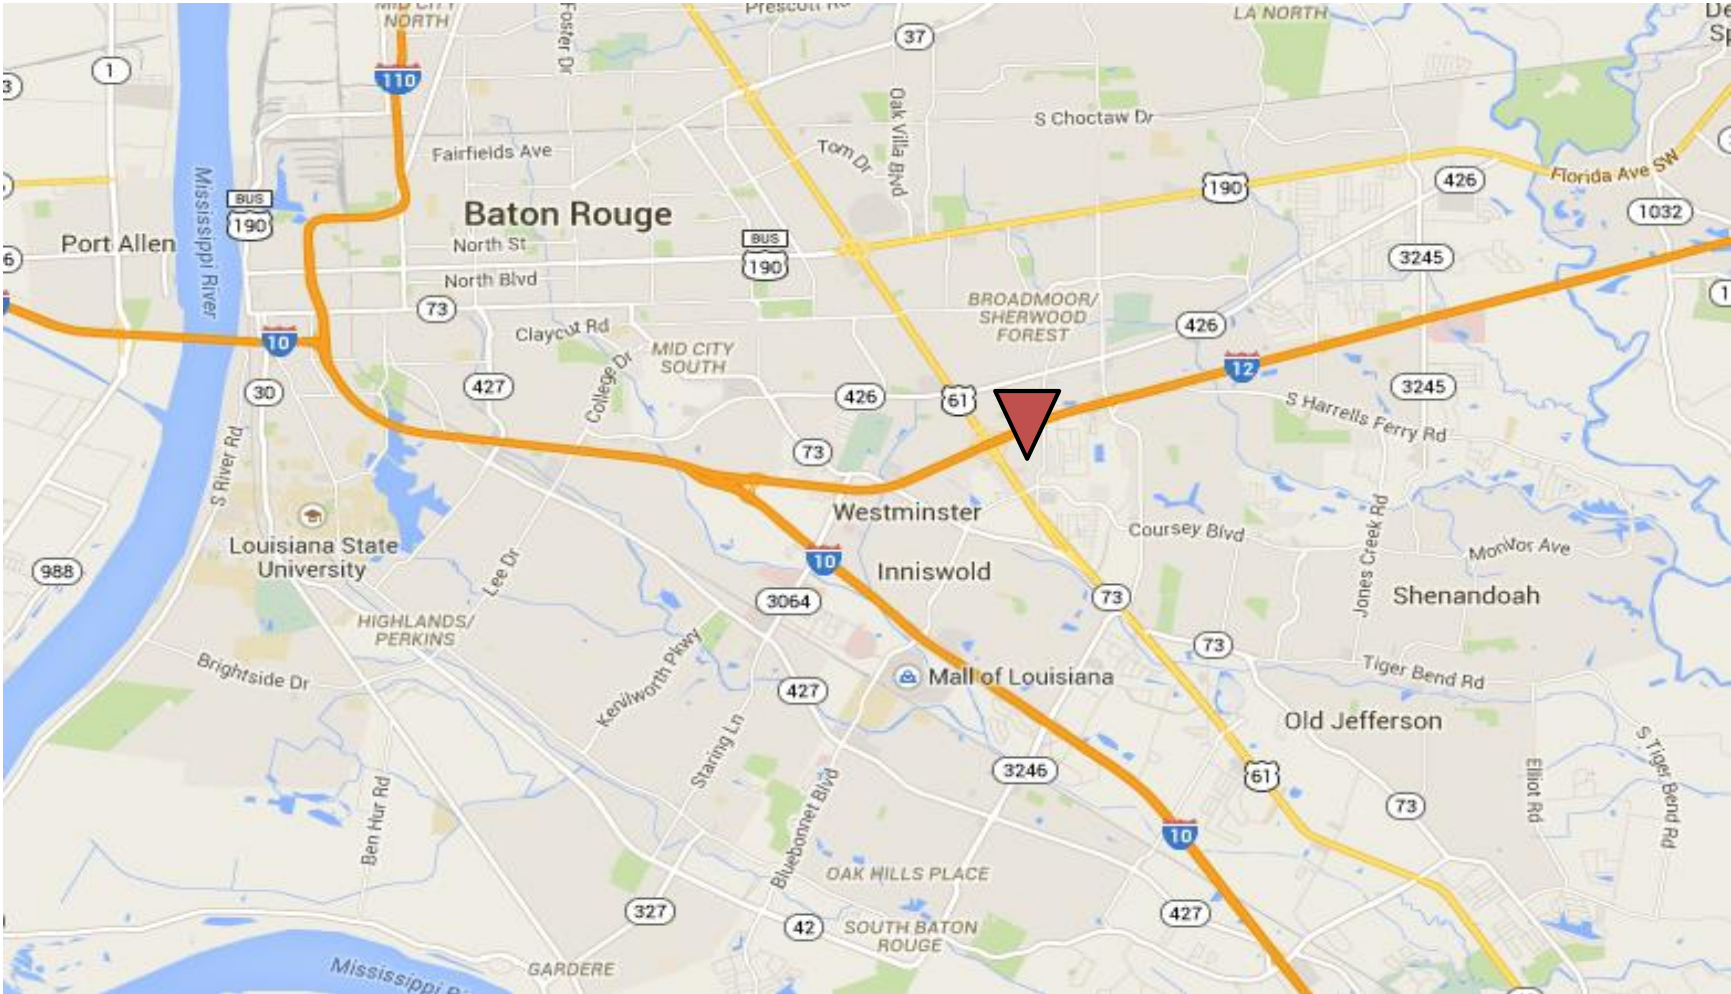 MID CITY
NORTH
Foster Dr
Prescott Rd
37
LA NORTH
1
3
110
Oak Villa Blvd
S Choctaw Dr
Fairfields Ave
Tom Dr
Florida Ave SW
Mississippi River
BUS
190
190
426
1032
Baton Rouge
Port Allen
North St
BUS
190
6
3245
North Blvd
73
BROADMOOR/
SHERWOOD
FOREST
1
Claycut Rd
426
10
MID CITY
SOUTH
12
30
427
College Dr
426
61
3245
S Harrells Ferry Rd
S River Rd
73
Westminster
Coursey Blvd
Jones Creek Rd
Louisiana State
University
988
Lee Dr
10
Inniswold
3064
73
Shenandoah
HIGHLANDS/
PERKINS
73
Brightside Dr
Kenilworth Pkwy
427
Mall of Louisiana
Tiger Bend Rd
Old Jefferson
Staring Ln
S Tiger Bend Rd
3246
61
Elliot Rd
Ben Hur Rd
Bluebonnet Blvd
73
10
OAK HILLS PLACE
327
427
42
SOUTH BATON
ROUGE
Mississippi
GARDERE